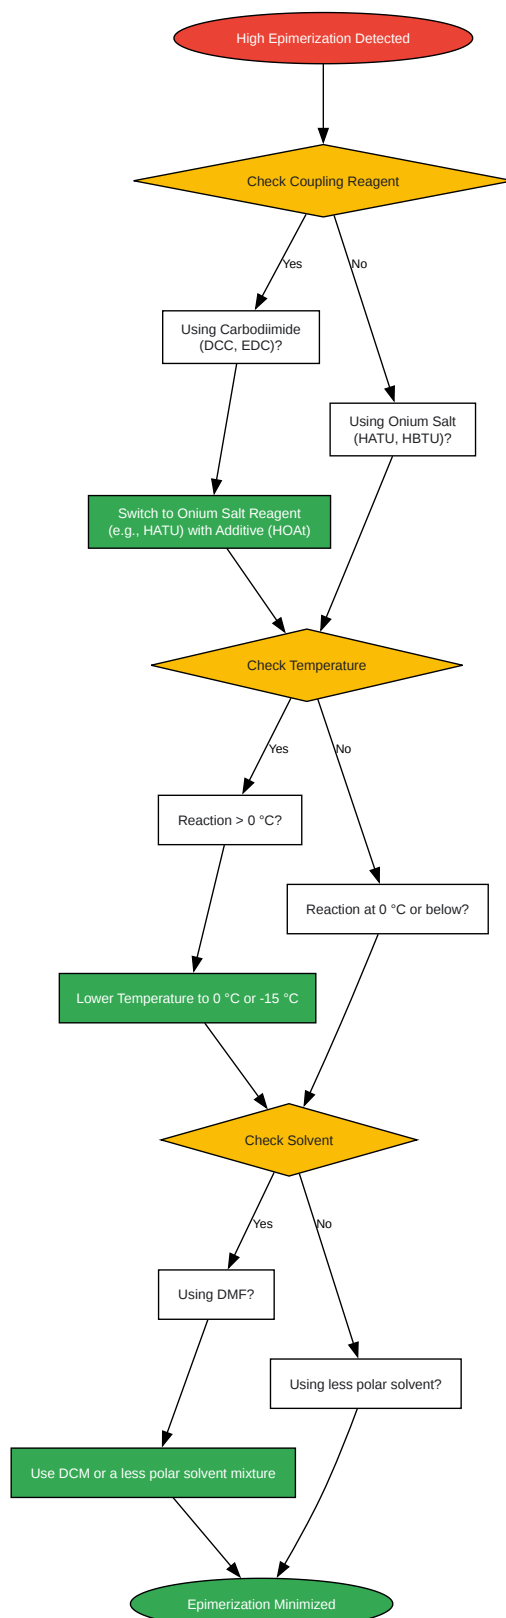 High Epimerization Detected
Check Coupling Reagent
Yes
No
Using Carbodiimide
(DCC, EDC)?
Using Onium Salt
(HATU, HBTU)?
Switch to Onium Salt Reagent
(e.g., HATU) with Additive (HOAt)
Check Temperature
Yes
No
Reaction > 0 °C?
Reaction at 0 °C or below?
Lower Temperature to 0 °C or -15 °C
Check Solvent
Yes
No
Using DMF?
Using less polar solvent?
Use DCM or a less polar solvent mixture
Epimerization Minimized